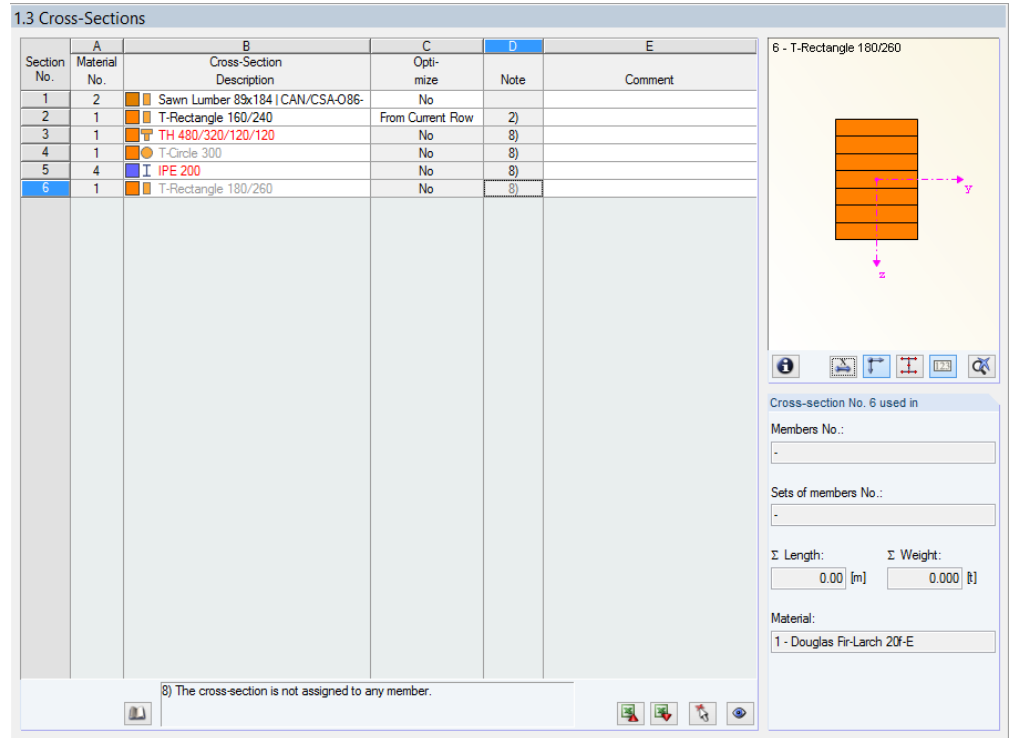 1.3 Cross-Sections
A B C D E
Section Material Cross-Section Opti-
No. No. Description mize Note Comment
1 2 Sawn Lumber 89x184 | CAN/CSA-O86- No
2 1 T-Rectangle 160/240 From Current Row 2)
3 1 TH 480/320/120/120 No 8)
4 1 T-Circle 300 No 8)
5 4 IPE 200 No 8)
6 1 T-Rectangle 180/260 No 8)
8) The cross-section is not assigned to any member.
6 - T-Rectangle 180/260
y
z
x
123
Cross-section No. 6 used in
Members No.:
-
Sets of members No.:
-
Σ Length: Σ Weight:
0.00 [m] 0.000 [t]
Material:
1 - Douglas Fir-Larch 20f-E